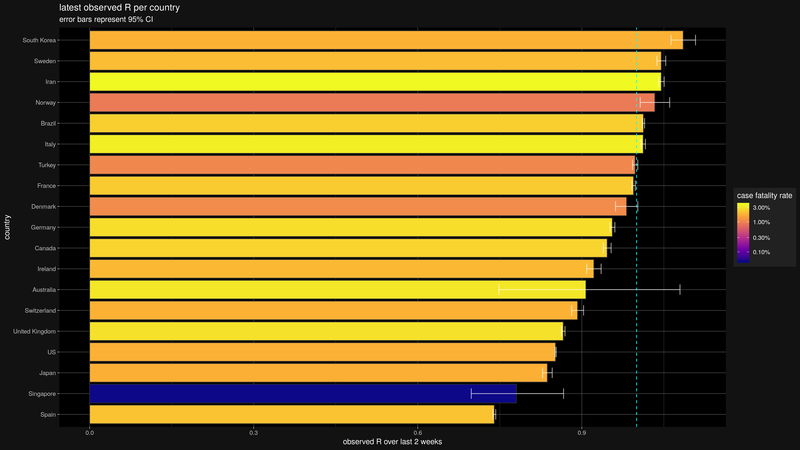 latest observed R per country
error bars represent 95% CI
country
South Korea
Sweden
Iran
Norway
Brazil
Italy
Turkey
France
Denmark
Germany
Canada
Ireland
Australia
Switzerland
United Kingdom
US
Japan
Singapore
Spain
0.0 0.3 0.6 0.9
observed R over last 2 weeks
case fatality rate
3.00%
1.00%
0.30%
0.10%